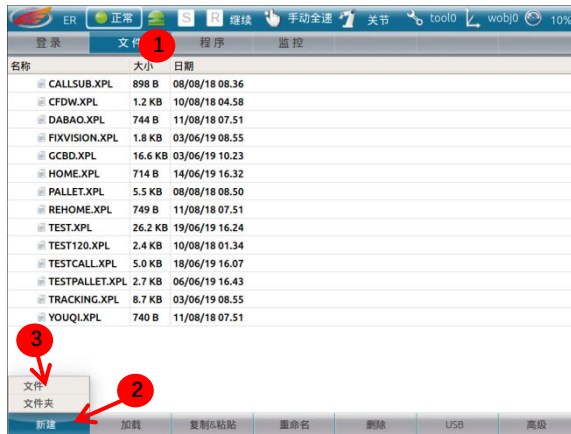 ER 正常 S R 继续 手动全速 关节 tool0 wobj0 10%
登录 文件 1 程序 监控
名称 大小 日期
CALLSUB.XPL 898 B 08/08/18 08.36
CFDW.XPL 1.2 KB 10/08/18 04.58
DABAO.XPL 744 B 11/08/18 07.51
FIXVISION.XPL 1.8 KB 03/06/19 08.55
GCBD.XPL 16.6 KB 03/06/19 10.23
HOME.XPL 714 B 14/06/19 16.32
PALLET.XPL 5.5 KB 08/08/18 08.50
REHOME.XPL 749 B 11/08/18 07.51
TEST.XPL 26.2 KB 19/06/19 16.24
TEST120.XPL 2.4 KB 10/08/18 01.34
TESTCALL.XPL 5.0 KB 18/06/19 16.07
TESTPALLET.XPL 2.7 KB 06/06/19 16.43
TRACKING.XPL 8.7 KB 03/06/19 08.55
YOUQI.XPL 740 B 11/08/18 07.51
3
文件
2
文件夹
新建 加载 复制&粘贴 重命名 删除 USB 高级